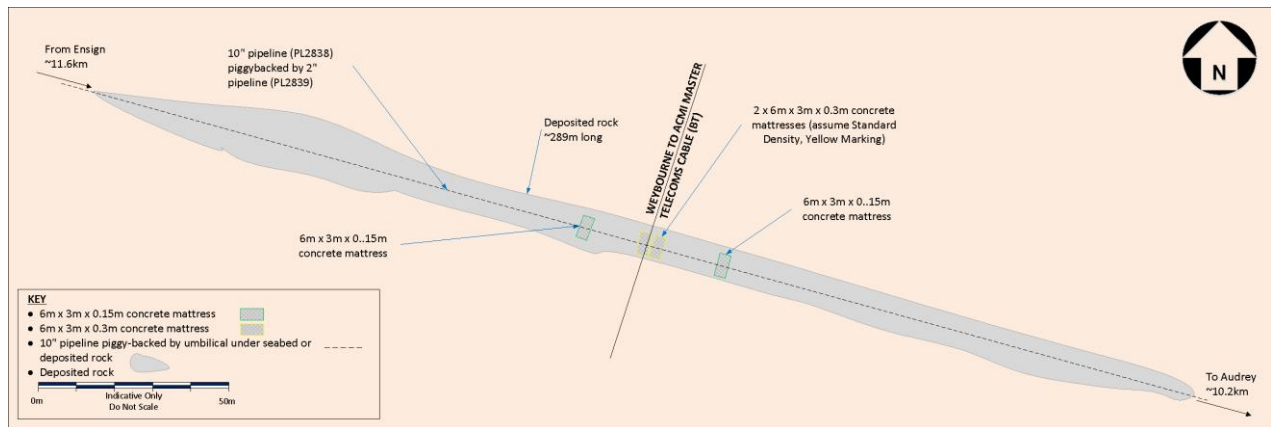 From Ensign
~11.6km
10" pipeline (PL2838)
piggybacked by 2"
pipeline (PL2839)
Deposited rock
~289m long
WEYBOURNE TO ACMI MASTER
TELECOMS CABLE (BT)
2 x 6m x 3m x 0.3m concrete
mattresses (assume Standard
Density, Yellow Marking)
N
6m x 3m x 0..15m
concrete mattress
6m x 3m x 0..15m
concrete mattress
KEY
• 6m x 3m x 0.15m concrete mattress
• 6m x 3m x 0.3m concrete mattress
• 10" pipeline piggy-backed by umbilical under seabed or
deposited rock
• Deposited rock
0m
Indicative Only
Do Not Scale
50m
To Audrey
~10.2km